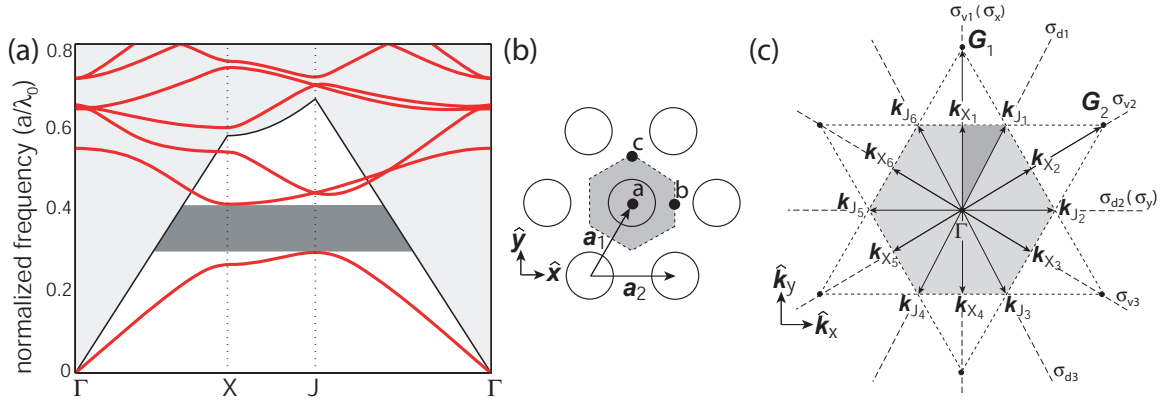 (a)
normalized frequency (a/λ₀)
0.8
0.6
0.4
0.2
0
Γ
X
J
Γ
(b)
c
a
b
a₁
a₂
ŷ
x̂
(c)
σv1(σx)
σd1
G₁
G₂
σv2
kJ6
kX1
kJ1
kX6
kX2
kJ5
kJ2
σd2(σy)
Γ
kX5
kX3
kJ4
kX4
kJ3
σv3
σd3
k̂y
k̂x